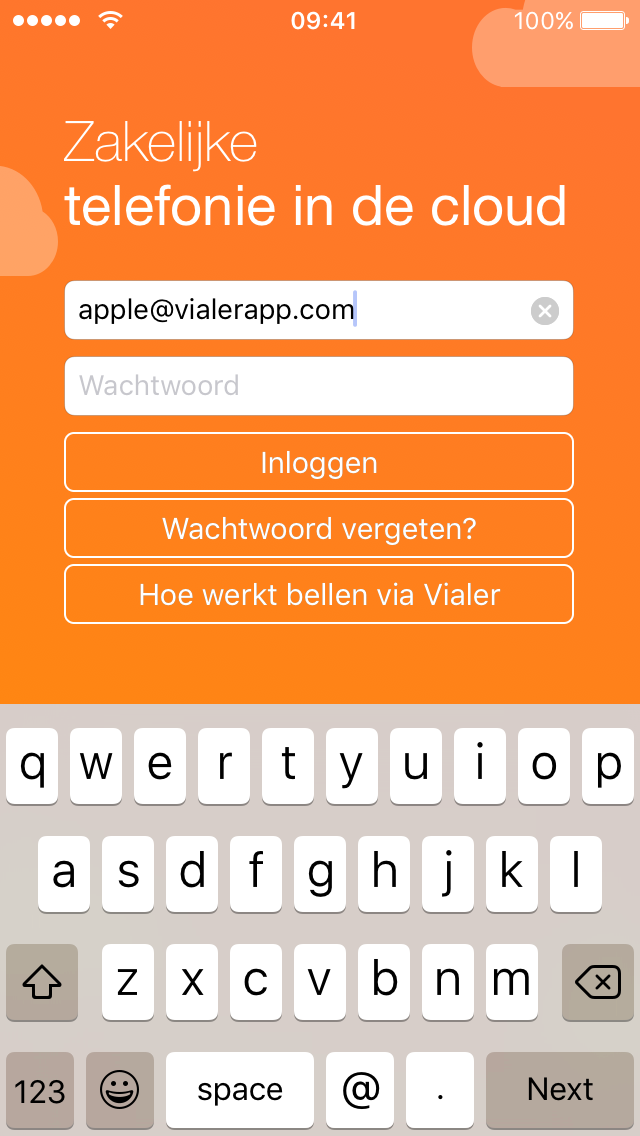 09:41 100%
Zakelijke
telefonie in de cloud
apple@vialerapp.com
Wachtwoord
Inloggen
Wachtwoord vergeten?
Hoe werkt bellen via Vialer
q w e r t y u i o p
a s d f g h j k l
z x c v b n m
123 space @ . Next